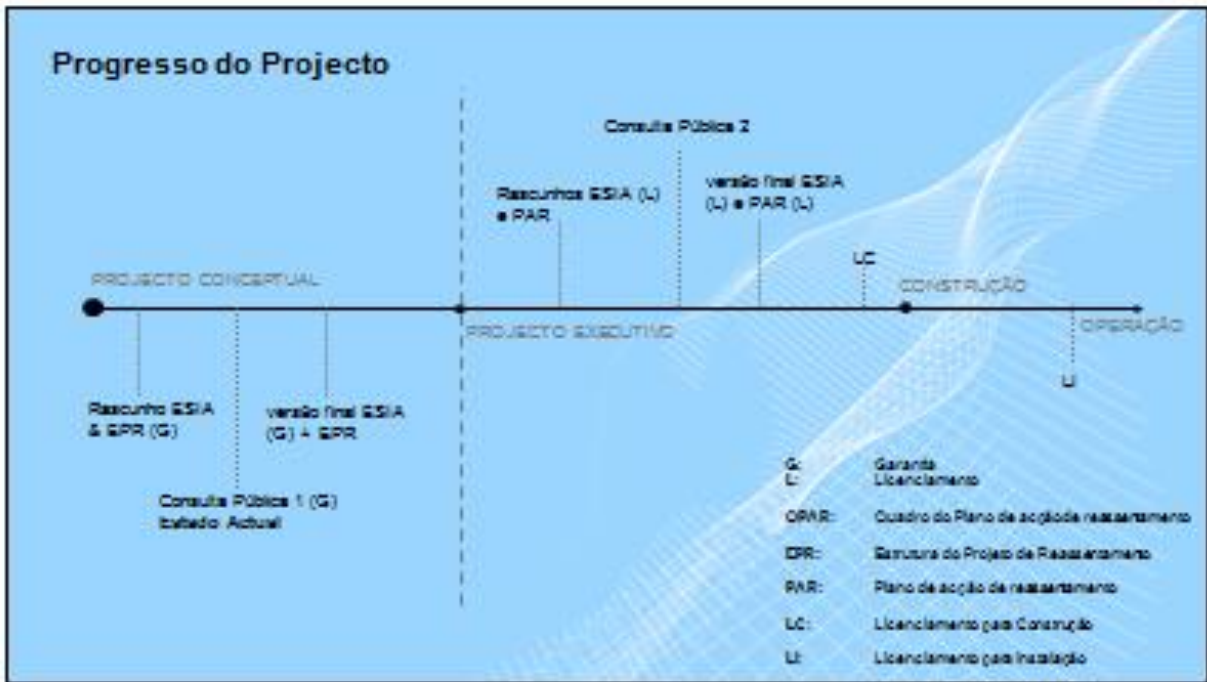 Progresso do Projecto
Consulta Pública 2
Rascunhos ESIA (L)
e PAR
versão final ESIA
(L) e PAR (L)
LC
PROJECTO CONCEPTUAL
CONSTRUÇÃO
PROJECTO EXECUTIVO
OPERAÇÃO
LI
Rascunho ESIA
& EPR (G)
versão final ESIA
(G) + EPR
Consulta Pública 1 (G)
Estado Actual
G: Garantia
L: Licenciamento
QPAR: Quadro do Plano de acção de reassentamento
EPR: Estrutura do Projeto de Reassentamento
PAR: Plano de acção de reassentamento
LC: Licenciamento para Construção
LI: Licenciamento para Instalação